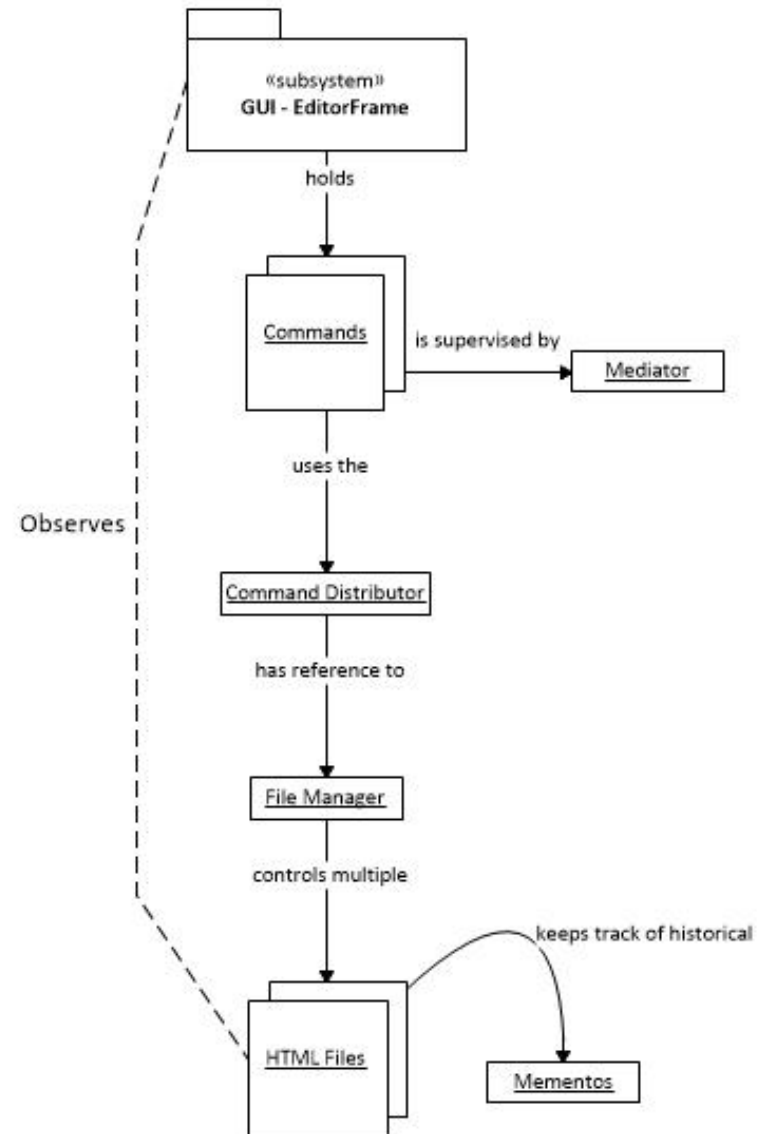 «subsystem»
GUI - EditorFrame
holds
Commands
is supervised by
Mediator
uses the
Observes
Command Distributor
has reference to
File Manager
controls multiple
keeps track of historical
HTML Files
Mementos